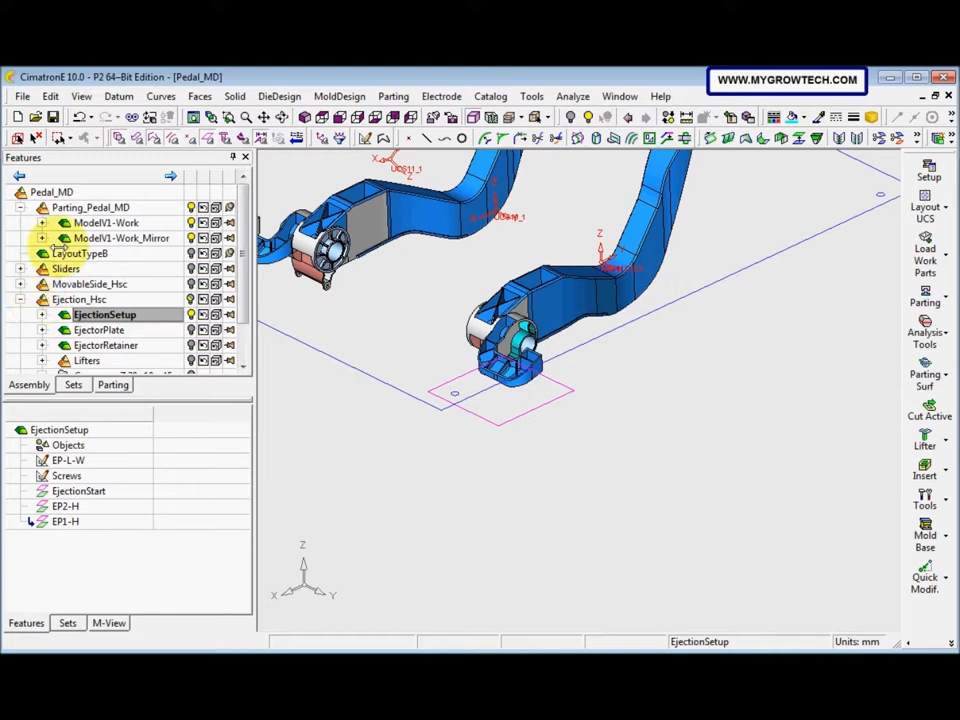 CimatronE 10.0 - P2 64–Bit Edition - [Pedal_MD]
WWW.MYGROWTECH.COM
File Edit View Datum Curves Faces Solid DieDesign MoldDesign Parting Electrode Catalog Tools Analyze Window Help
Features
Pedal_MD
Parting_Pedal_MD
ModelV1-Work
ModelV1-Work_Mirror
LayoutTypeB
Sliders
MovableSide_Hsc
Ejection_Hsc
EjectionSetup
EjectorPlate
EjectorRetainer
Lifters
Assembly Sets Parting
EjectionSetup
Objects
EP-L-W
Screws
EjectionStart
EP2-H
EP1-H
Features Sets M-View
X
Z
Z
Z
Z
X
Y
Setup
Layout
UCS
Load
Work
Parts
Parting
Analysis
Tools
Parting
Surf
Cut Active
Lifter
Insert
Tools
Mold
Base
Quick
Modif.
EjectionSetup
Units: mm